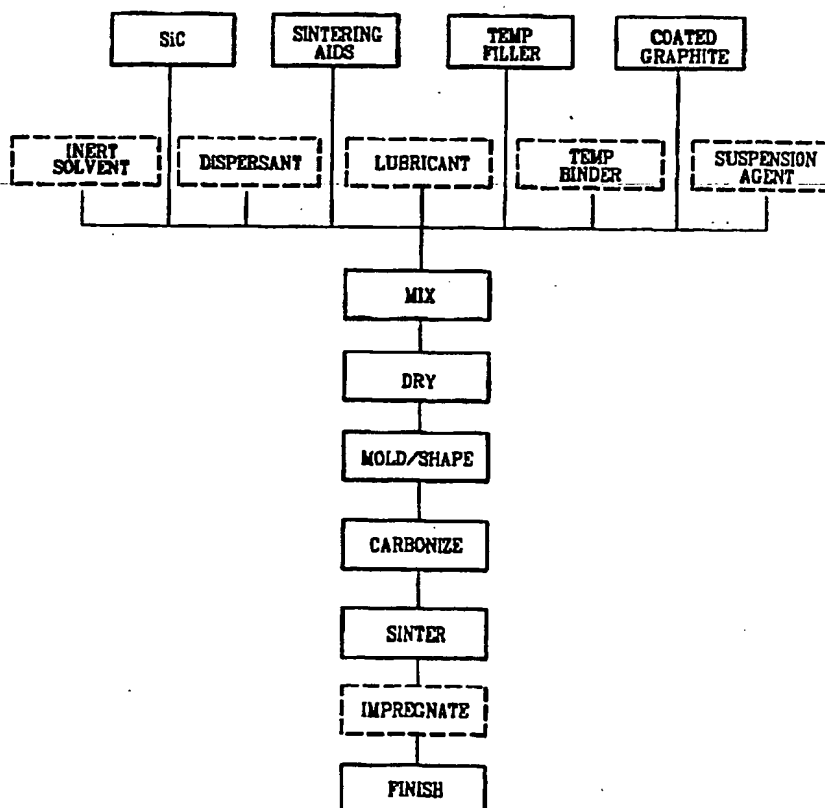 SiC
SINTERING
AIDS
TEMP
FILLER
COATED
GRAPHITE
INERT
SOLVENT
DISPERSANT
LUBRICANT
TEMP
BINDER
SUSPENSION
AGENT
MIX
DRY
MOLD/SHAPE
CARBONIZE
SINTER
IMPREGNATE
FINISH